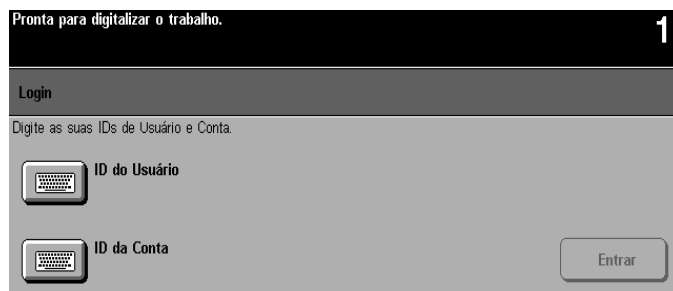 Pronta para digitalizar o trabalho.
1
Login
Digite as suas IDs de Usuário e Conta.
ID do Usuário
ID da Conta
Entrar